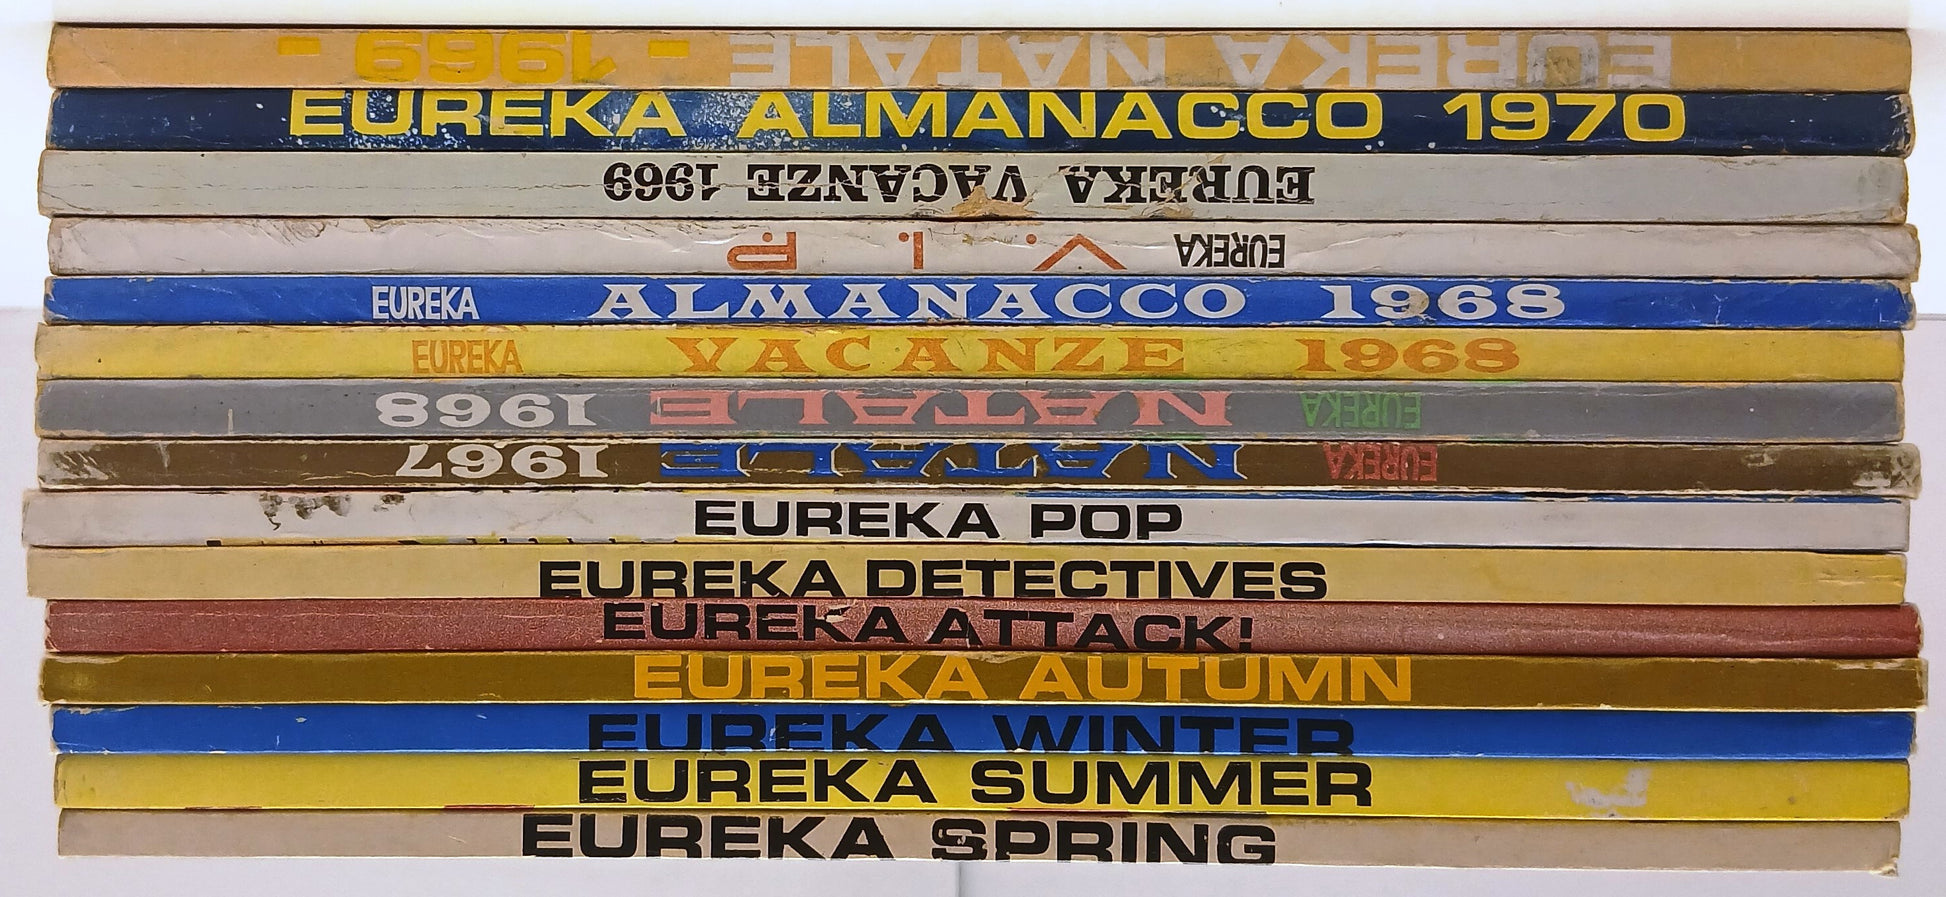 EUREKA NATALE - 1969 -
EUREKA ALMANACCO 1970
EUREKA VACANZE 1969
EUREKA V.I.P.
EUREKA ALMANACCO 1968
EUREKA VACANZE 1968
EUREKA NATALE 1968
EUREKA NATALE 1967
EUREKA POP
EUREKA DETECTIVES
EUREKA ATTACK!
EUREKA AUTUMN
EUREKA WINTER
EUREKA SUMMER
EUREKA SPRING